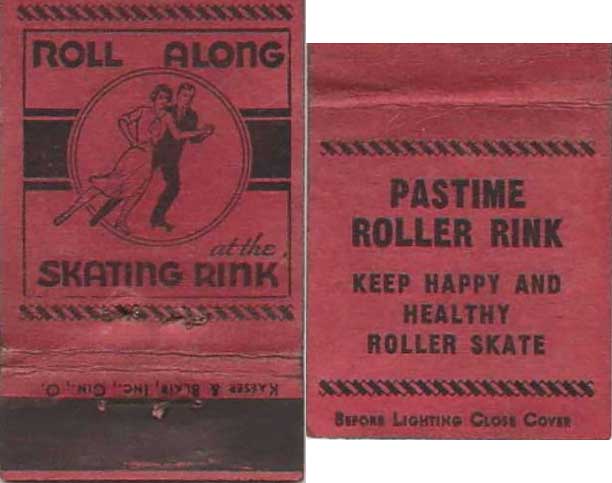 ROLL ALONG
at the
SKATING RINK
KAESER & BLAIR, INC., CIN., O.
PASTIME
ROLLER RINK
KEEP HAPPY AND
HEALTHY
ROLLER SKATE
BEFORE LIGHTING CLOSE COVER